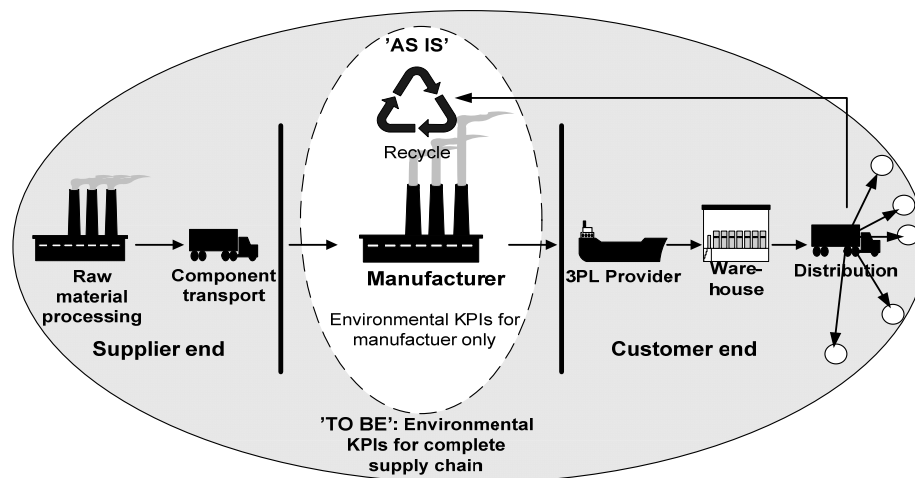 'AS IS'
Recycle
Raw
material
processing
Component
transport
Manufacturer
3PL Provider
Ware-
house
Distribution
Environmental KPIs for
manufactuer only
Supplier end
Customer end
'TO BE': Environmental
KPIs for complete
supply chain